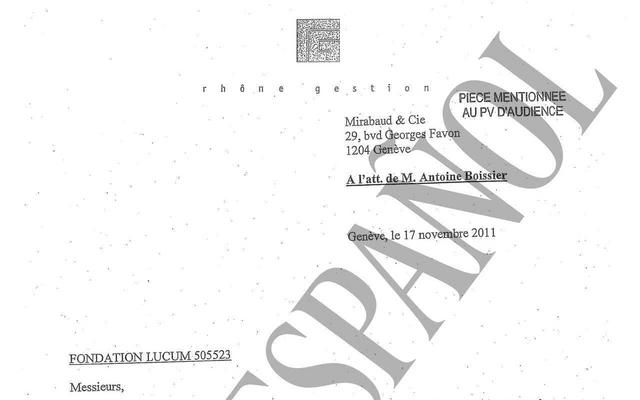 rhône gestion
PIECE MENTIONNEE
AU PV D'AUDIENCE
Mirabaud & Cie
29, bvd Georges Favon
1204 Genève
A l'att. de M. Antoine Boissier
Genève, le 17 novembre 2011
ESPAÑOL
FONDATION LUCUM 505523
Messieurs,